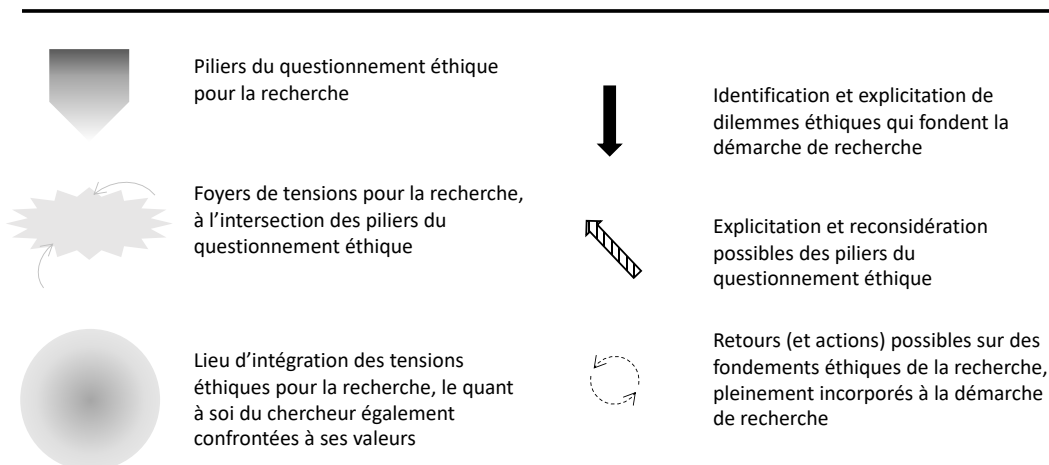 Piliers du questionnement éthique
pour la recherche
Foyers de tensions pour la recherche,
à l’intersection des piliers du
questionnement éthique
Lieu d’intégration des tensions
éthiques pour la recherche, le quant
à soi du chercheur également
confrontées à ses valeurs
Identification et explicitation de
dilemmes éthiques qui fondent la
démarche de recherche
Explicitation et reconsidération
possibles des piliers du
questionnement éthique
Retours (et actions) possibles sur des
fondements éthiques de la recherche,
pleinement incorporés à la démarche
de recherche